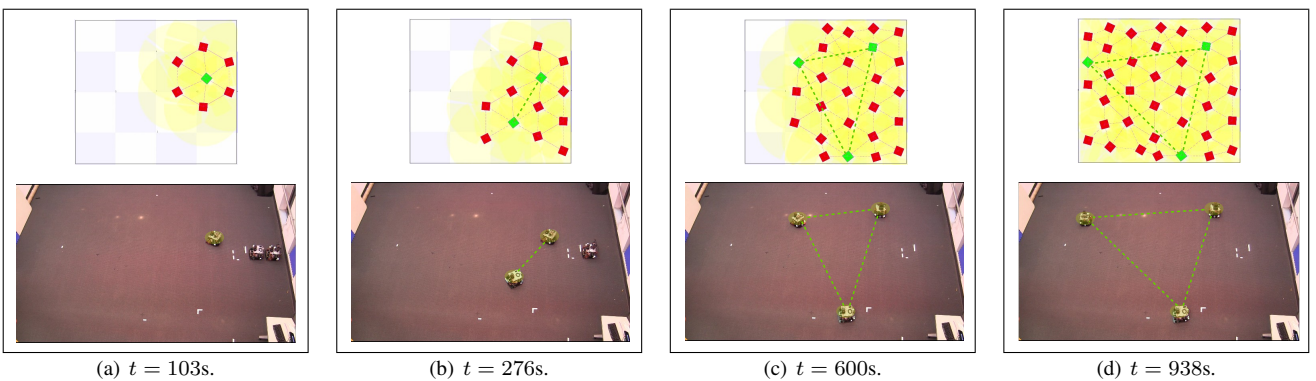 (a) t = 103s.
(b) t = 276s.
(c) t = 600s.
(d) t = 938s.